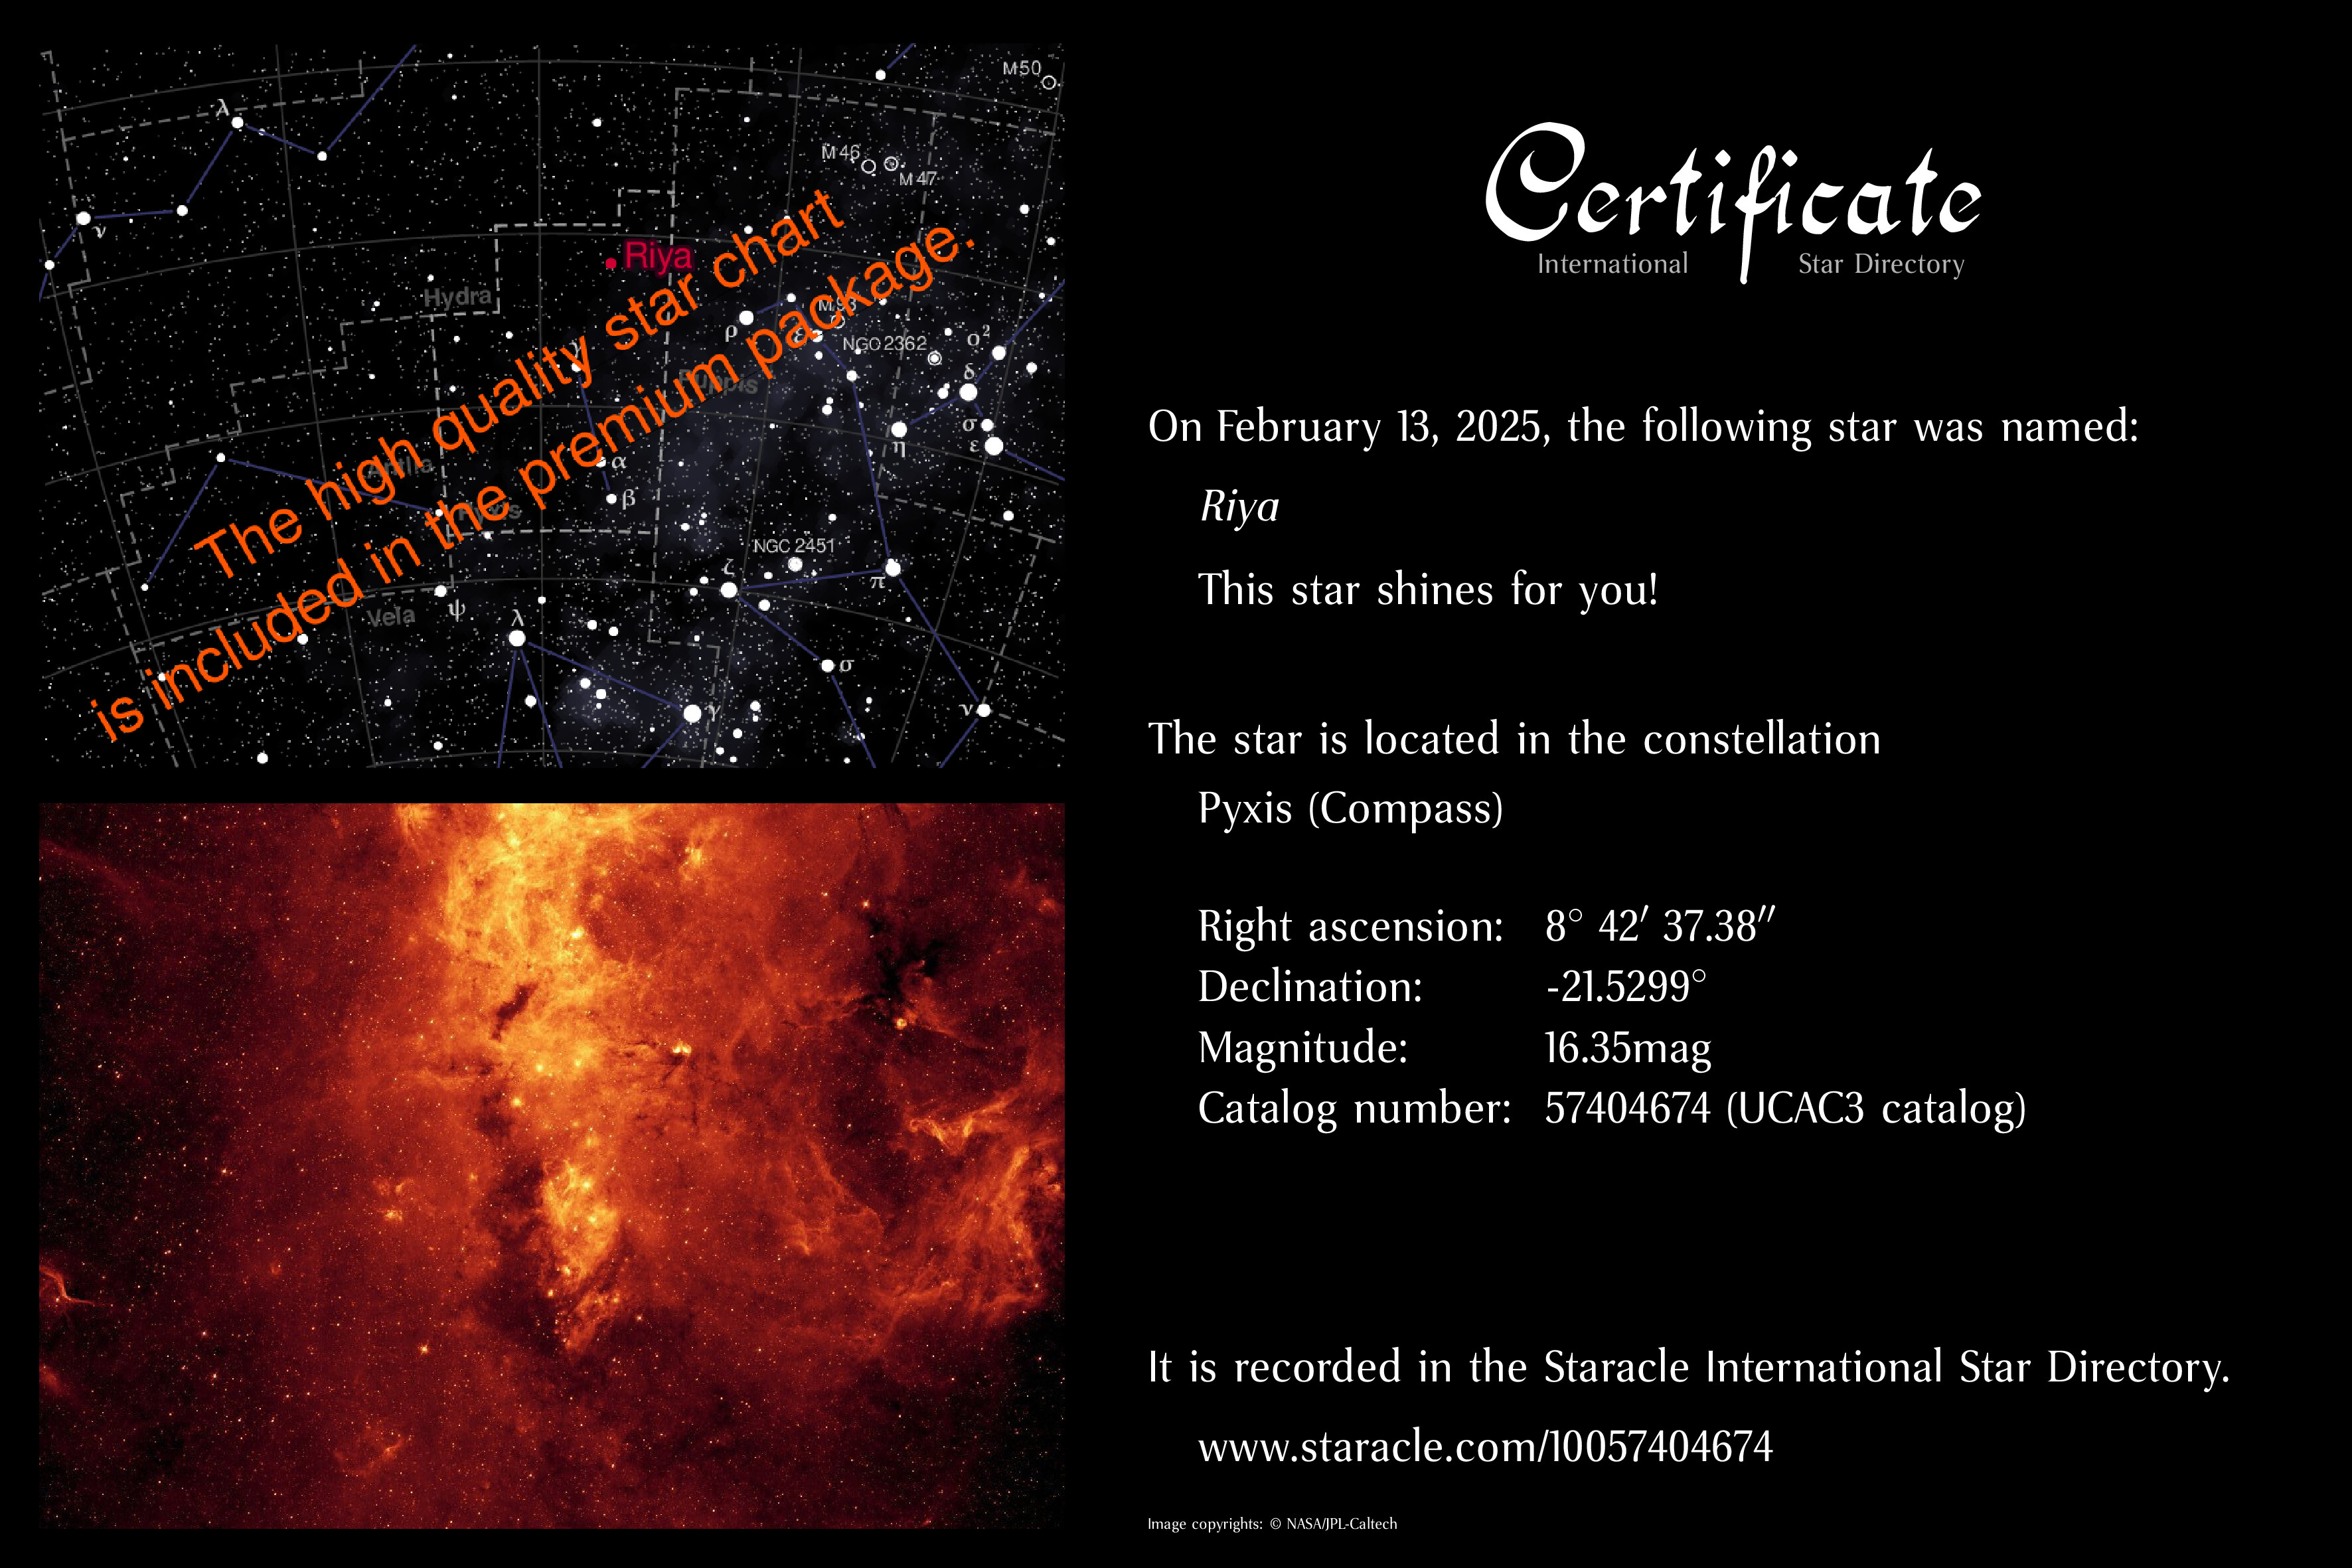 M50
λ
M46
M47
ν
Riya
Hydra
ρ
M93
ε
NGC 2362
ο²
δ
γ
Puppis
σ
ε
η
Antlia
α
β
Pyxis
NGC 2451
ζ
π
ψ
Vela
λ
σ
γ
ν
The high quality star chart
is included in the premium package.
Certificate
International Star Directory
On February 13, 2025, the following star was named:
Riya
This star shines for you!
The star is located in the constellation
Pyxis (Compass)
Right ascension: 8° 42′ 37.38″
Declination: -21.5299°
Magnitude: 16.35mag
Catalog number: 57404674 (UCAC3 catalog)
It is recorded in the Staracle International Star Directory.
www.staracle.com/10057404674
Image copyrights: © NASA/JPL-Caltech